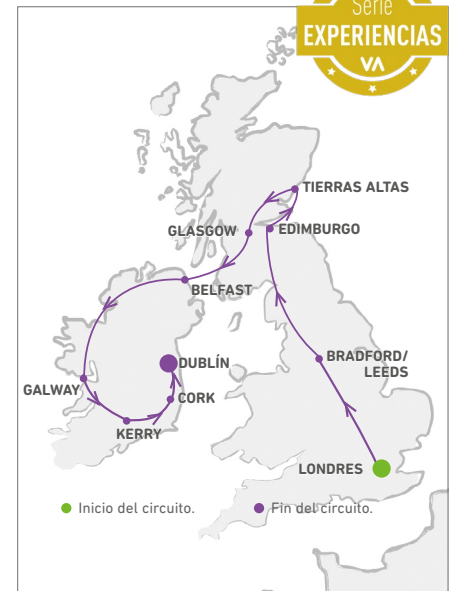 Serie
EXPERIENCIAS
VA
TIERRAS ALTAS
GLASGOW
EDIMBURGO
BELFAST
BRADFORD/
LEEDS
DUBLÍN
GALWAY
CORK
KERRY
LONDRES
Inicio del circuito.
Fin del circuito.